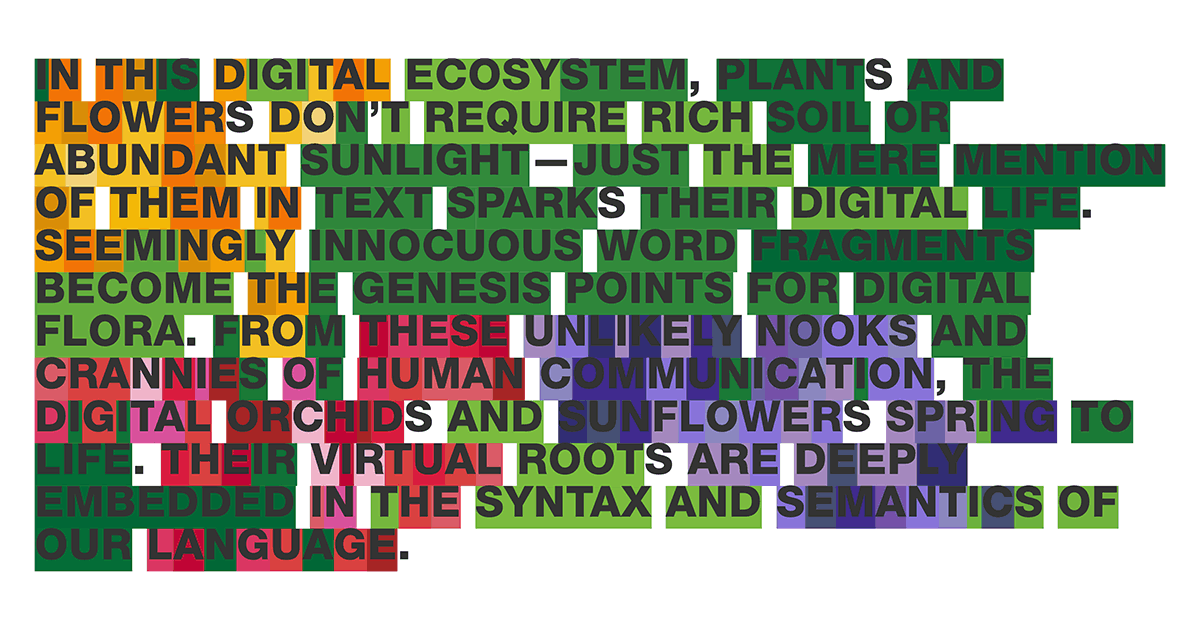 IN THIS DIGITAL ECOSYSTEM, PLANTS AND
FLOWERS DON’T REQUIRE RICH SOIL OR
ABUNDANT SUNLIGHT—JUST THE MERE MENTION
OF THEM IN TEXT SPARKS THEIR DIGITAL LIFE.
SEEMINGLY INNOCUOUS WORD FRAGMENTS
BECOME THE GENESIS POINTS FOR DIGITAL
FLORA. FROM THESE UNLIKELY NOOKS AND
CRANNIES OF HUMAN COMMUNICATION, THE
DIGITAL ORCHIDS AND SUNFLOWERS SPRING TO
LIFE. THEIR VIRTUAL ROOTS ARE DEEPLY
EMBEDDED IN THE SYNTAX AND SEMANTICS OF
OUR LANGUAGE.